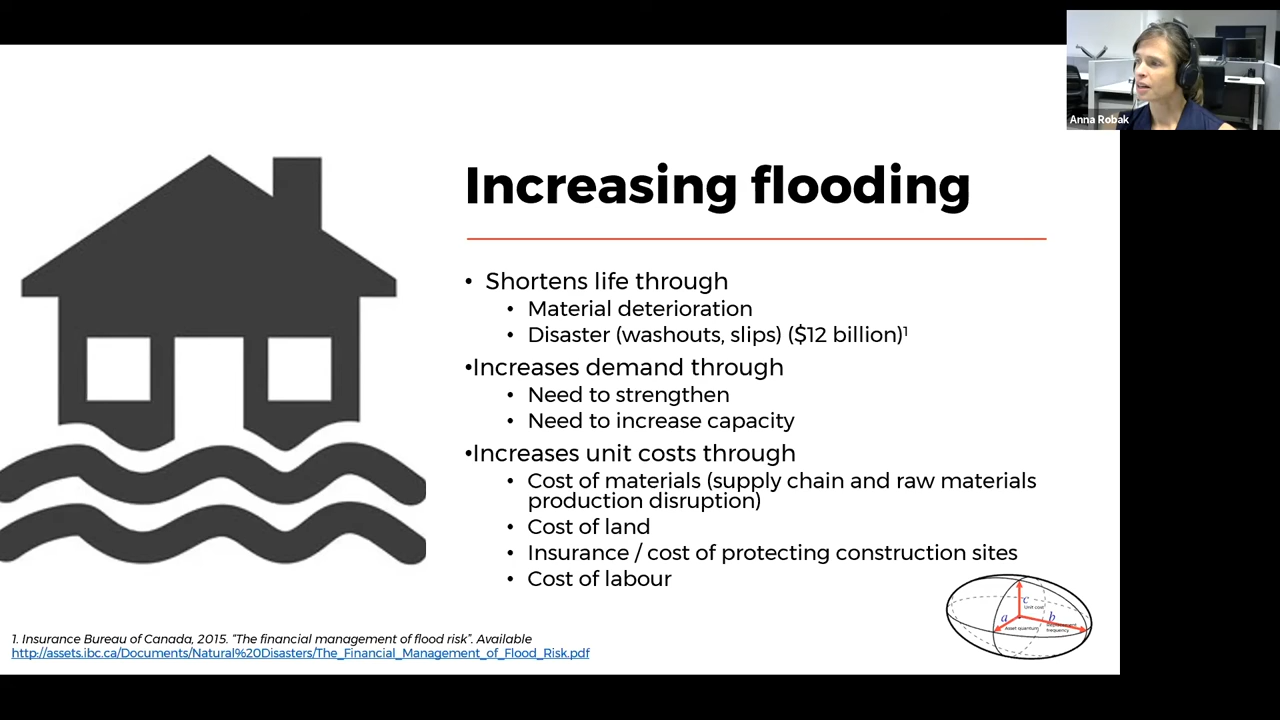 Anna Robak
Increasing flooding
• Shortens life through
• Material deterioration
• Disaster (washouts, slips) ($12 billion)¹
•Increases demand through
• Need to strengthen
• Need to increase capacity
•Increases unit costs through
• Cost of materials (supply chain and raw materials
production disruption)
• Cost of land
• Insurance / cost of protecting construction sites
• Cost of labour
c
Unit cost
a
b
Asset quantum
frequency
1. Insurance Bureau of Canada, 2015. “The financial management of flood risk”. Available
http://assets.ibc.ca/Documents/Natural%20Disasters/The_Financial_Management_of_Flood_Risk.pdf